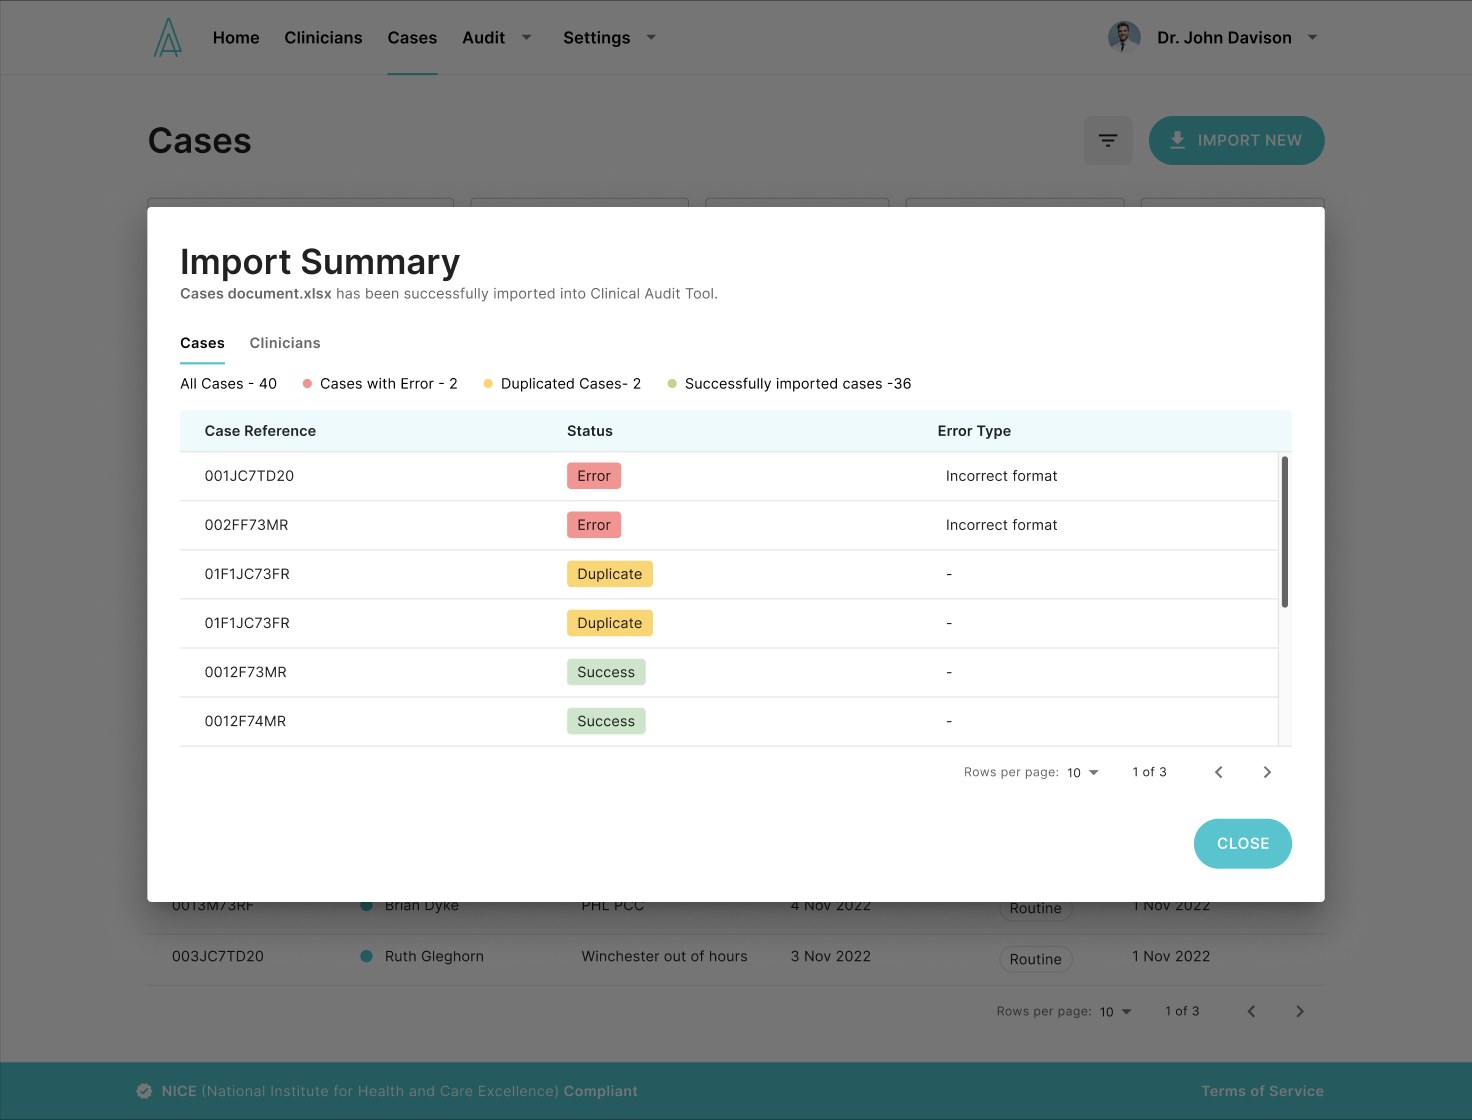 Home Clinicians Cases Audit Settings Dr. John Davison
Cases
IMPORT NEW
Import Summary
Cases document.xlsx has been successfully imported into Clinical Audit Tool.
Cases Clinicians
All Cases - 40 Cases with Error - 2 Duplicated Cases- 2 Successfully imported cases -36
Case Reference Status Error Type
001JC7TD20 Error Incorrect format
002FF73MR Error Incorrect format
01F1JC73FR Duplicate -
01F1JC73FR Duplicate -
0012F73MR Success -
0012F74MR Success -
Rows per page: 10 1 of 3
CLOSE
0013M73RF Brian Dyke PHL PCC 4 Nov 2022 Routine 1 Nov 2022
003JC7TD20 Ruth Gleghorn Winchester out of hours 3 Nov 2022 Routine 1 Nov 2022
Rows per page: 10 1 of 3
NICE (National Institute for Health and Care Excellence) Compliant Terms of Service